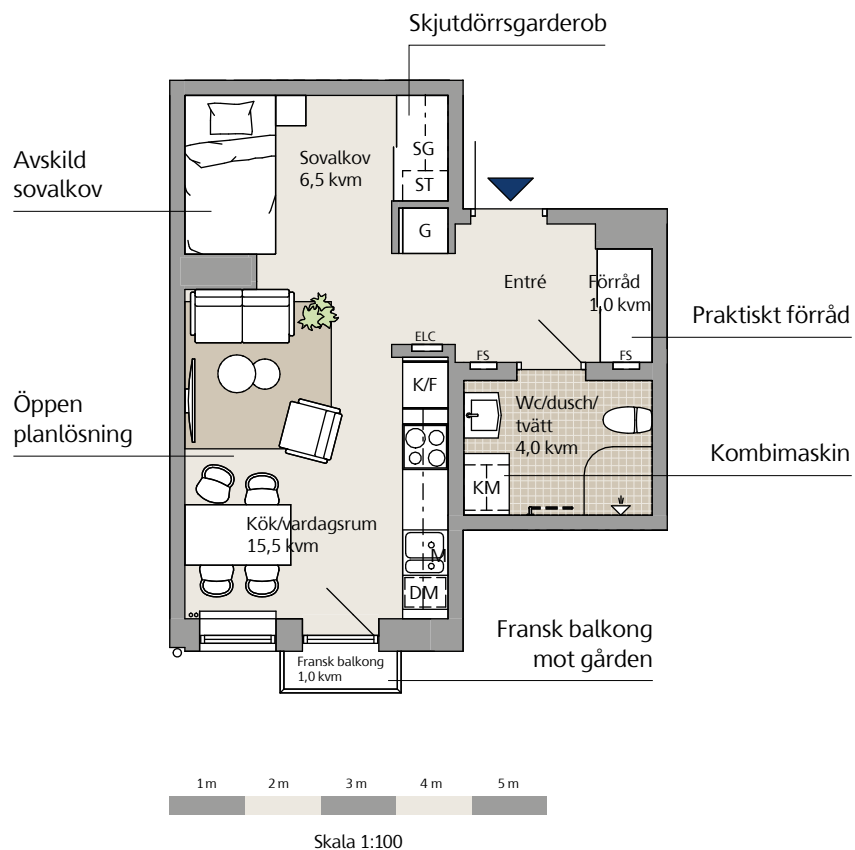 Skjutdörrsgarderob
Avskild
sovalkov
Sovalkov
6,5 kvm
SG
ST
G
Entré
Förråd
1,0 kvm
Praktiskt förråd
ELC
FS
FS
K/F
Wc/dusch/
tvätt
4,0 kvm
Öppen
planlösning
Kombimaskin
KM
Kök/vardagsrum
15,5 kvm
M
DM
Fransk balkong
mot gården
Fransk balkong
1,0 kvm
1 m 2 m 3 m 4 m 5 m
Skala 1:100